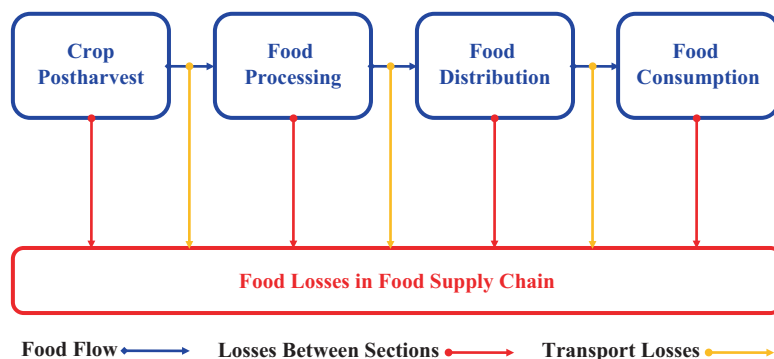 Crop
Postharvest
Food
Processing
Food
Distribution
Food
Consumption
Food Losses in Food Supply Chain
Food Flow
Losses Between Sections
Transport Losses